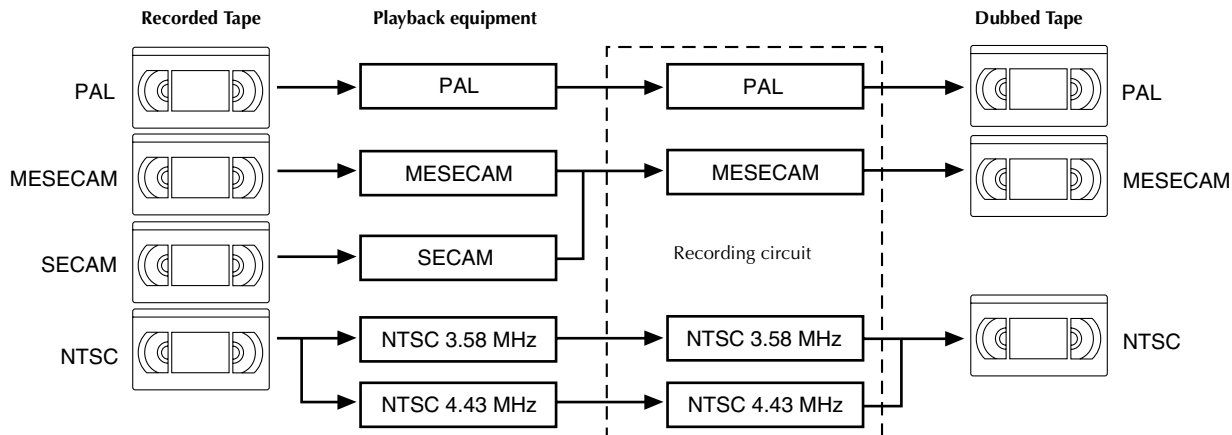 Recorded Tape Playback equipment Dubbed Tape
PAL PAL PAL PAL
MESECAM MESECAM MESECAM MESECAM
SECAM SECAM
Recording circuit
NTSC NTSC 3.58 MHz NTSC 3.58 MHz NTSC
NTSC 4.43 MHz NTSC 4.43 MHz